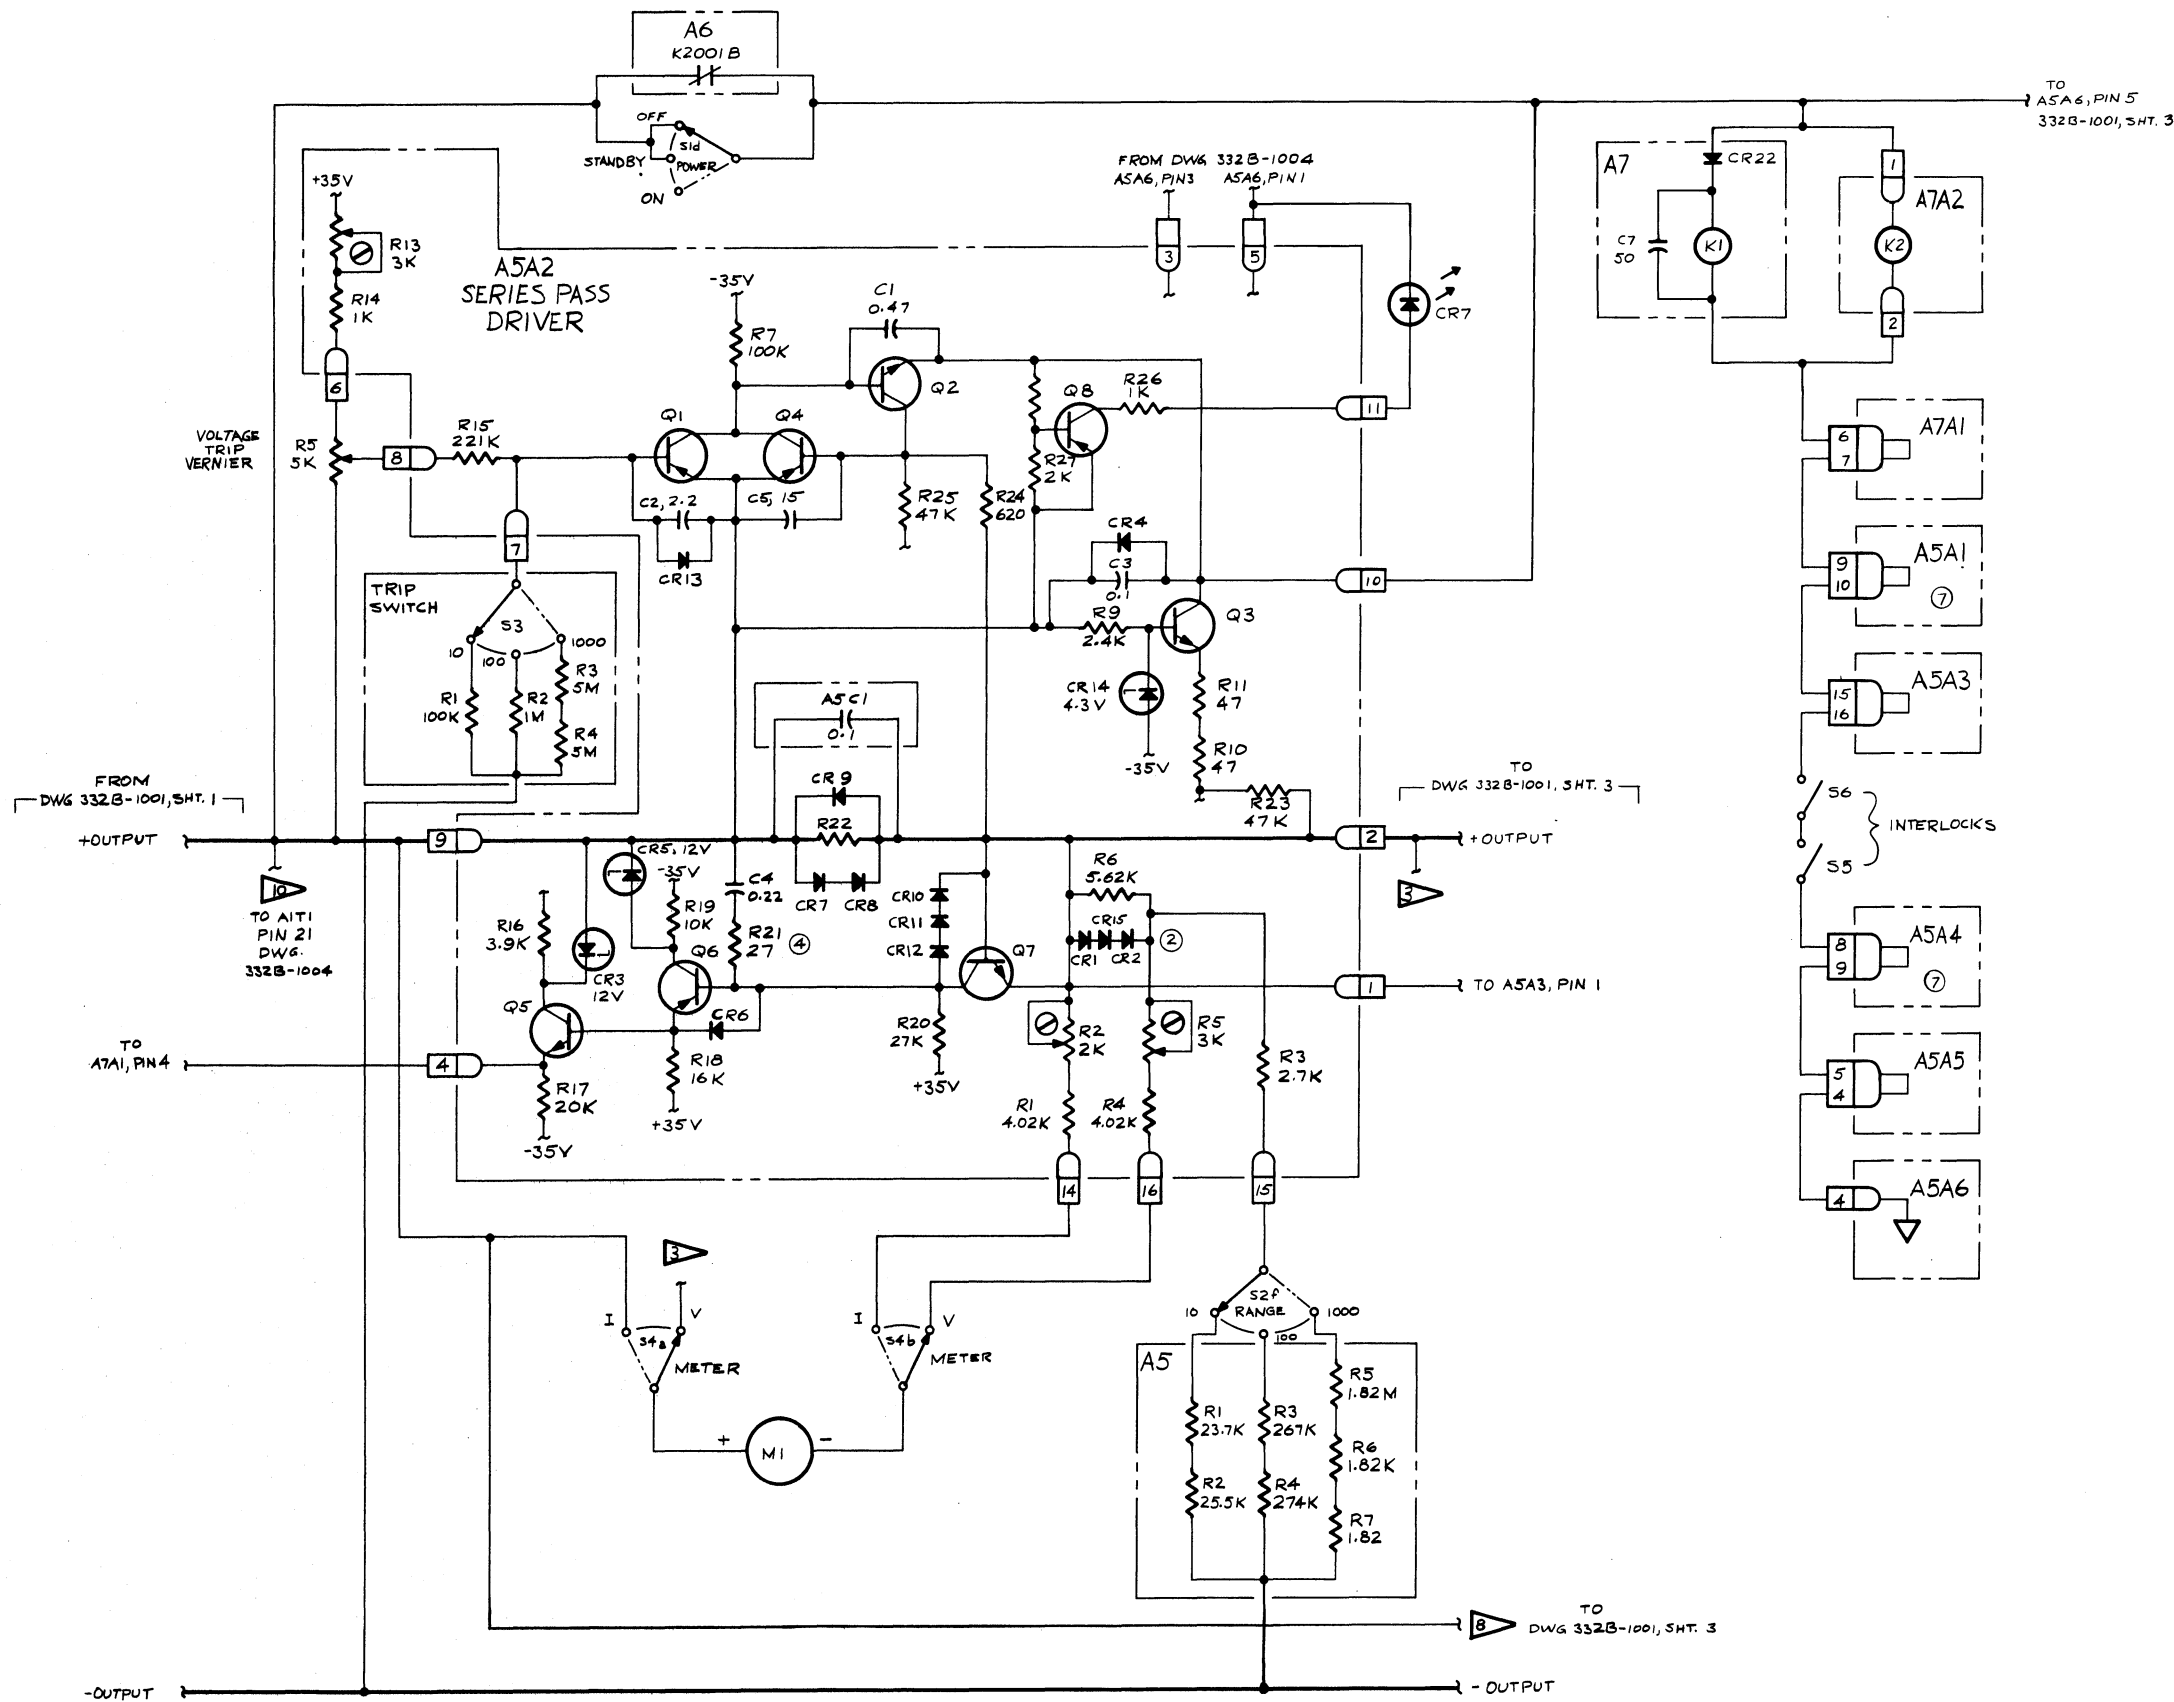 A6
K2001B
OFF
S1d
STANDBY
POWER
ON
TO
A5A6, PIN 5
332B-1001, SHT. 3
+35V
R13
3K
R14
1K
6
A5A2
SERIES PASS
DRIVER
FROM DWG 332B-1004
A5A6, PIN3
A5A6, PIN1
3
5
CR7
A7
CR22
C7
50
K1
1
A7A2
K2
2
-35V
R7
100K
C1
0.47
Q2
Q8
R26
1K
11
VOLTAGE
TRIP
VERNIER
R5
5K
8
R15
221K
Q1
Q4
C2, 2.2
C5, 15
CR13
R25
47K
R24
620
R27
2K
CR4
C3
0.1
10
R9
2.4K
Q3
CR14
4.3V
-35V
R11
47
R10
47
R23
47K
7
TRIP
SWITCH
S3
10
100
1000
R1
100K
R2
1M
R3
5M
R4
5M
A5C1
0.1
CR9
R22
CR7
CR8
A7A1
6
7
A5A1
9
10
7
A5A3
15
16
S6
INTERLOCKS
S5
A5A4
8
9
7
A5A5
5
4
A5A6
4
FROM
DWG 332B-1001, SHT. 1
+OUTPUT
9
10
TO A1T1
PIN 21
DWG.
332B-1004
TO
DWG 332B-1001, SHT. 3
2
+OUTPUT
3
CR5, 12V
-35V
R19
10K
C4
0.22
R21
27
4
R16
3.9K
CR3
12V
Q5
Q6
CR6
R18
16K
+35V
R17
20K
-35V
TO
A7A1, PIN 4
4
CR10
CR11
CR12
Q7
R20
27K
+35V
R6
5.62K
CR15
CR1
CR2
2
1
TO A5A3, PIN 1
R2
2K
R5
3K
R3
2.7K
R1
4.02K
R4
4.02K
14
16
15
3
I
V
S4a
METER
I
V
S4b
METER
+
M1
-
S2f
RANGE
10
100
1000
A5
R1
23.7K
R2
25.5K
R3
267K
R4
274K
R5
1.82M
R6
1.82K
R7
1.82
8
TO
DWG 332B-1001, SHT. 3
-OUTPUT
- OUTPUT